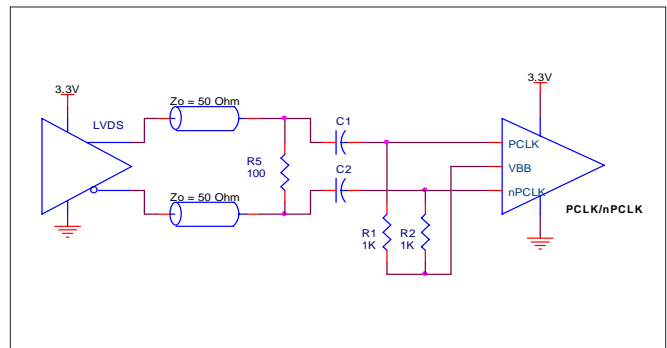 3.3V
LVDS
Zo = 50 Ohm
Zo = 50 Ohm
R5
100
C1
C2
R1
1K
R2
1K
3.3V
PCLK
VBB
nPCLK
PCLK/nPCLK